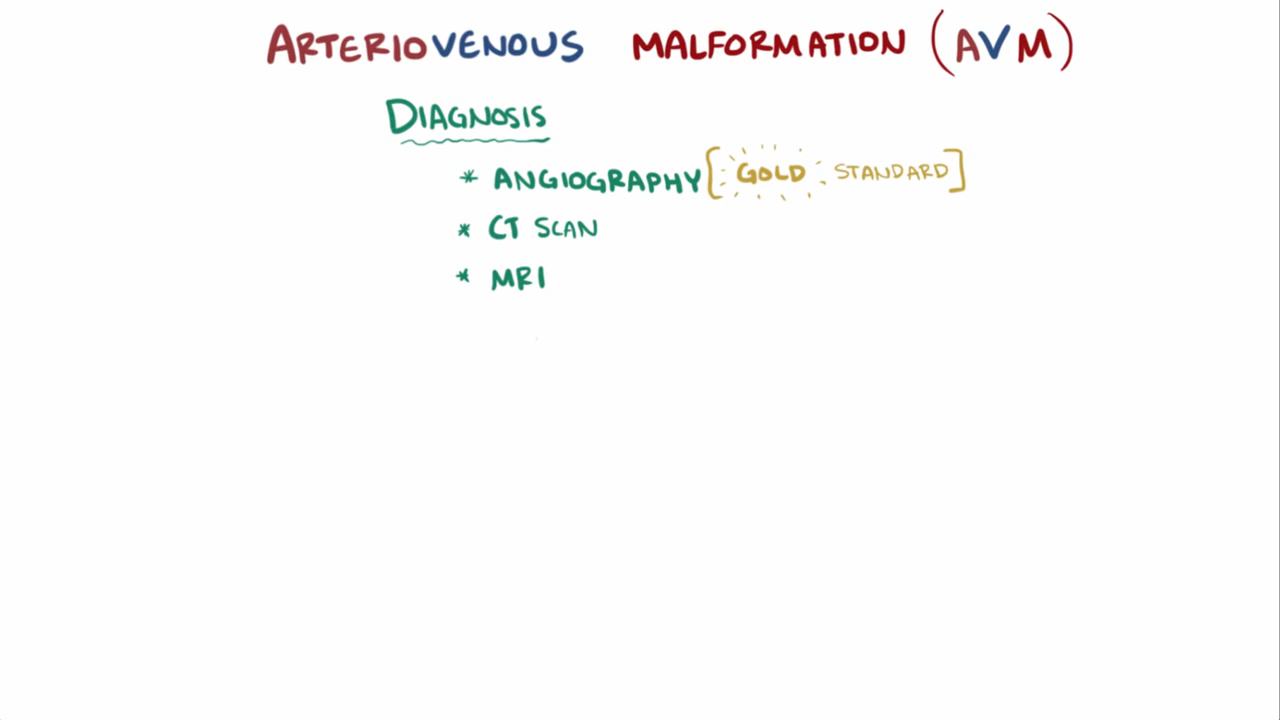 ARTERIOVENOUS MALFORMATION (AVM)
DIAGNOSIS
* ANGIOGRAPHY [GOLD STANDARD]
* CT SCAN
* MRI